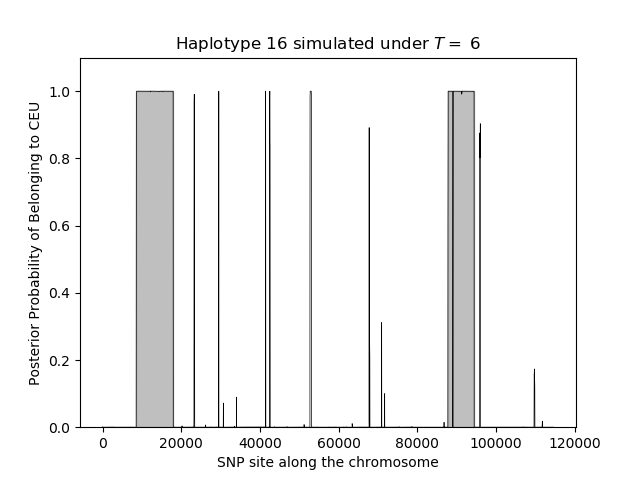 Haplotype 16 simulated under T = 6
Posterior Probability of Belonging to CEU
1.0
0.8
0.6
0.4
0.2
0.0
0 20000 40000 60000 80000 100000 120000
SNP site along the chromosome